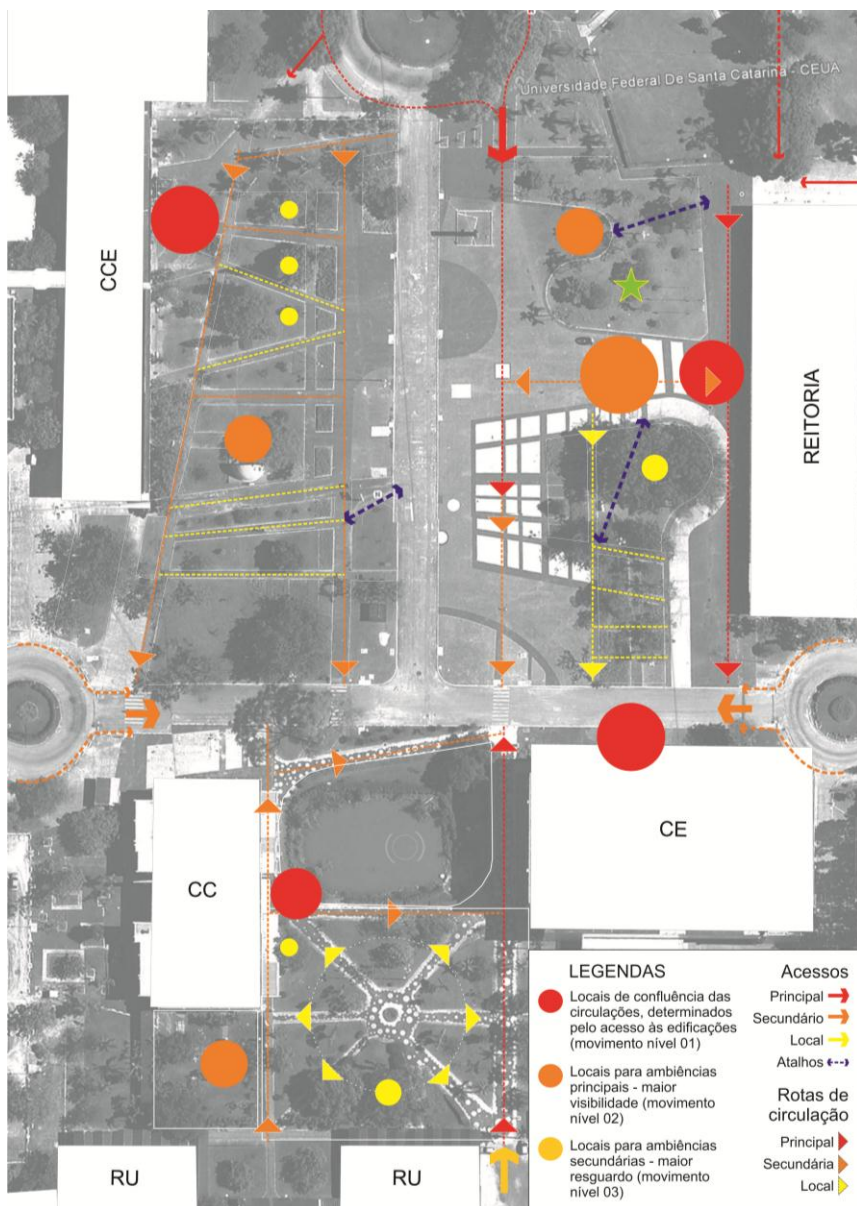 Universidade Federal De Santa Catarina - CEUA
CCE
REITORIA
CE
CC
RU
RU
LEGENDAS
Locais de confluência das
circulações, determinados
pelo acesso às edificações
(movimento nível 01)
Locais para ambiências
principais - maior
visibilidade (movimento
nível 02)
Locais para ambiências
secundárias - maior
resguardo (movimento
nível 03)
Acessos
Principal
Secundário
Local
Atalhos
Rotas de
circulação
Principal
Secundária
Local